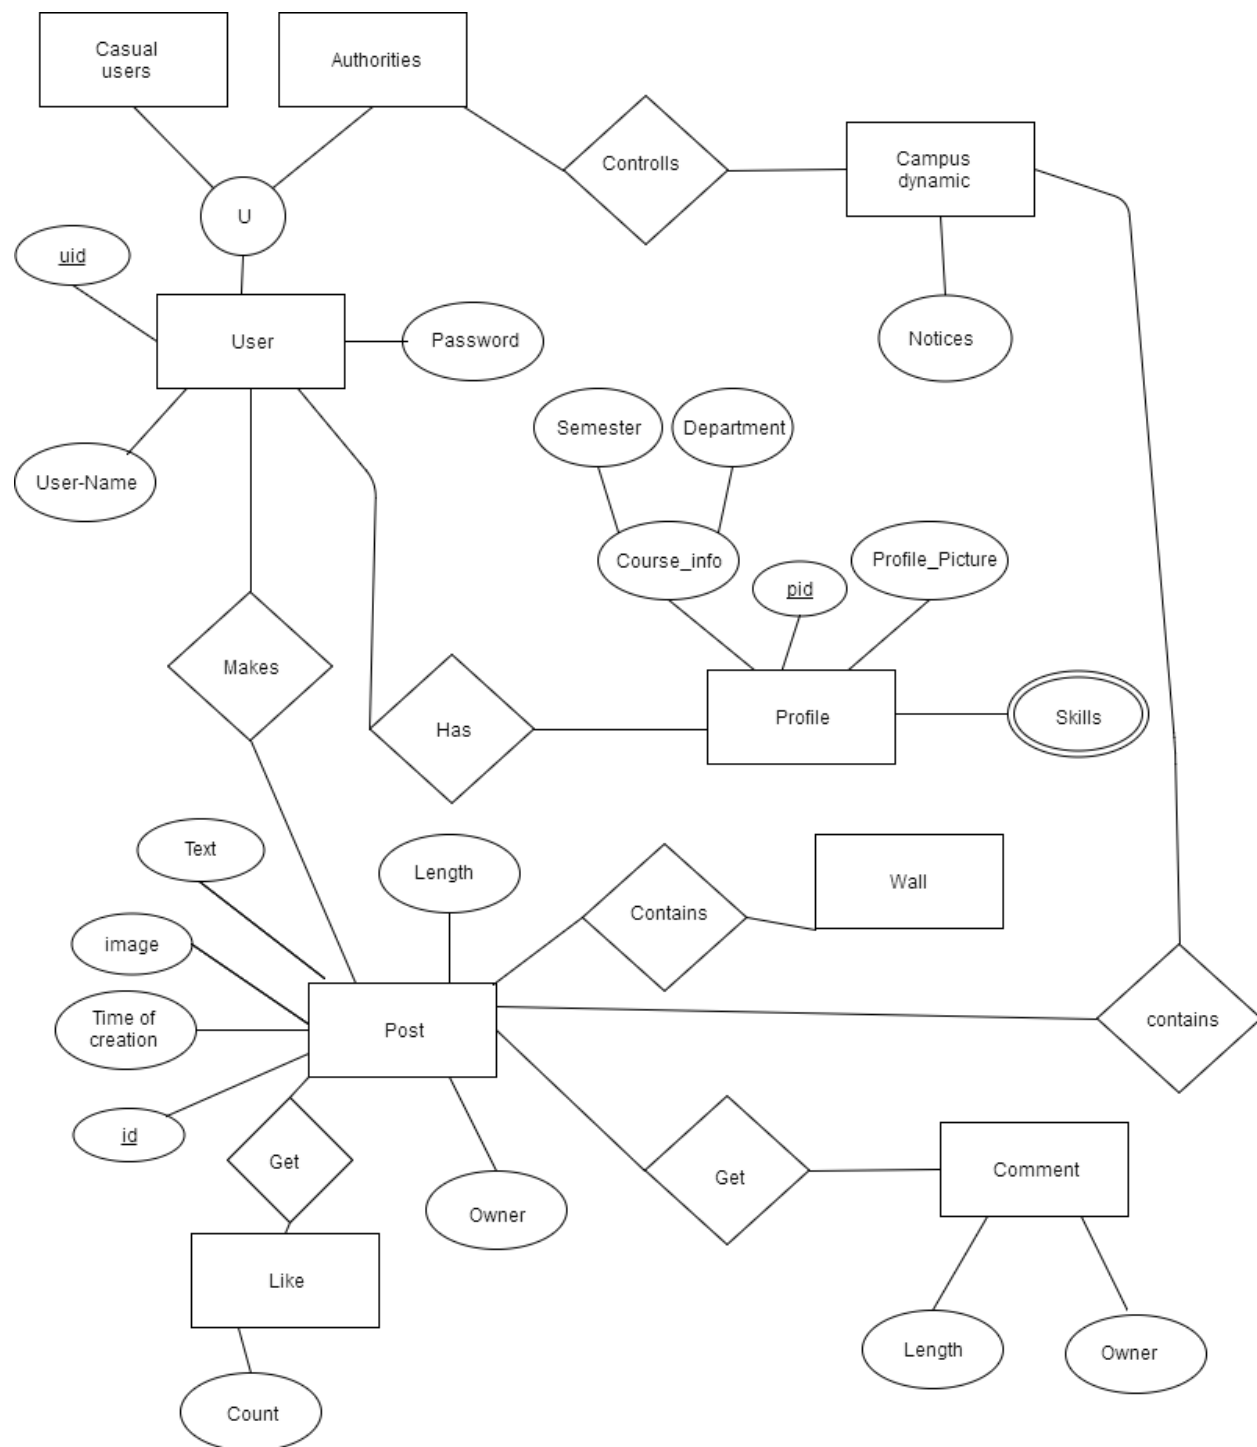 Casual
users
Authorities
Controlls
Campus
dynamic
U
uid
User
Password
Notices
User-Name
Semester
Department
Course_info
pid
Profile_Picture
Makes
Has
Profile
Skills
Text
Length
Contains
Wall
image
Time of
creation
Post
contains
id
Get
Owner
Get
Comment
Like
Length
Owner
Count